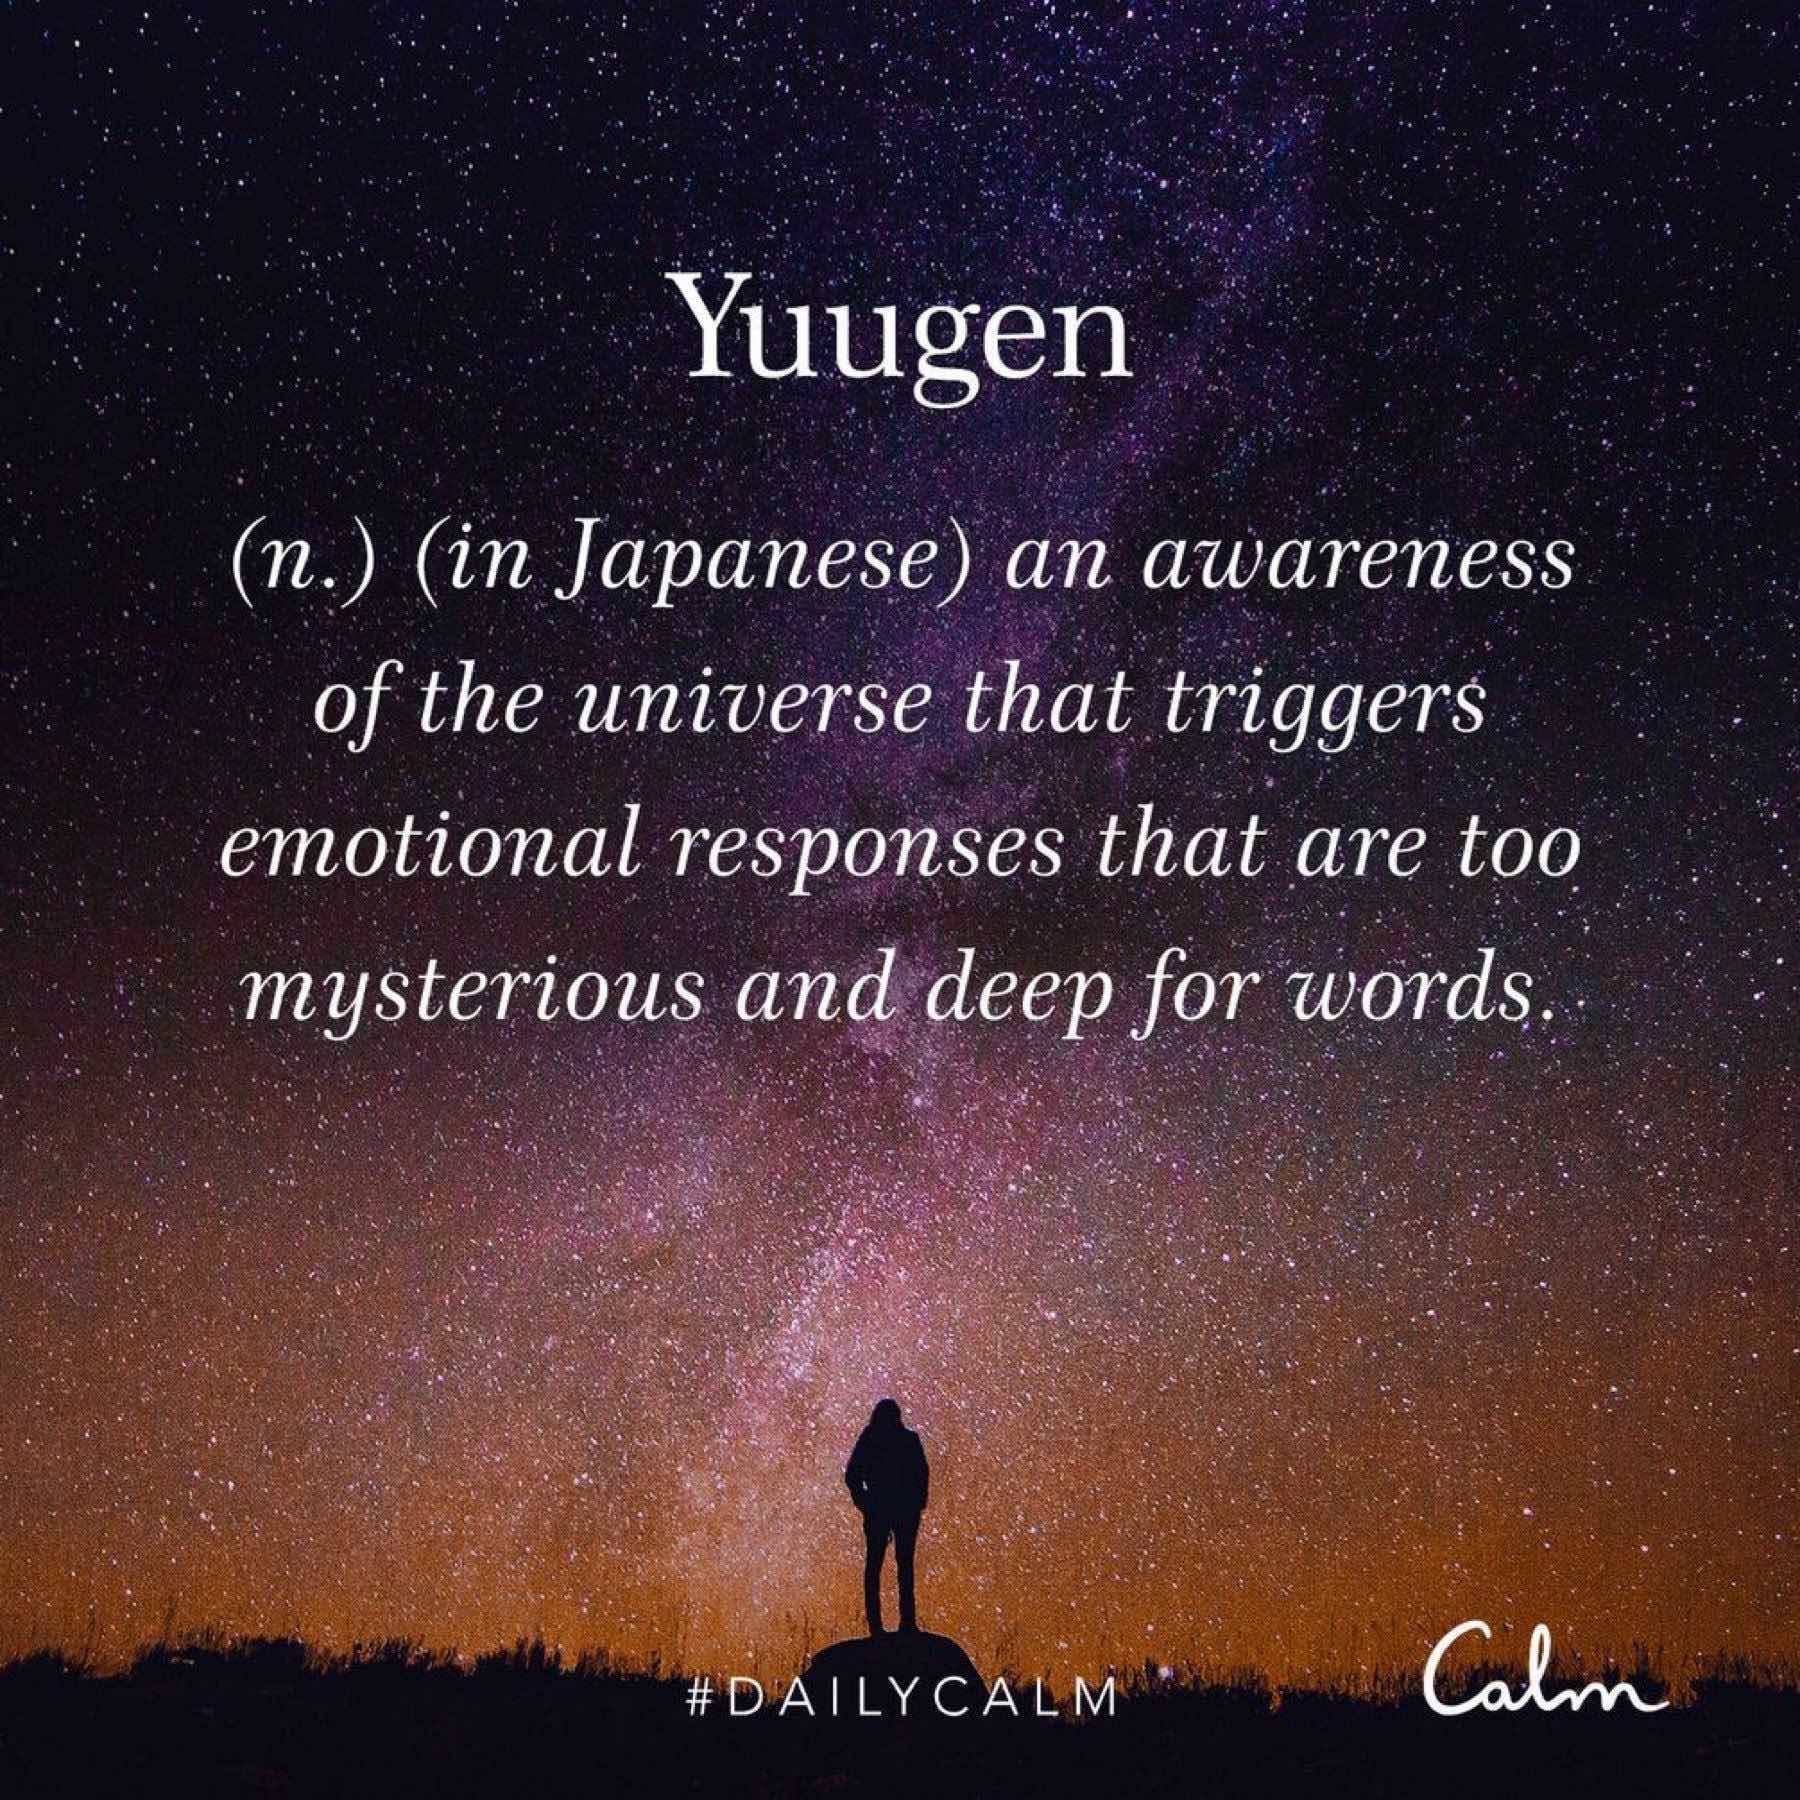 Yuugen
(n.) (in Japanese) an awareness
of the universe that triggers
emotional responses that are too
mysterious and deep for words.
#DAILYCALM
Calm